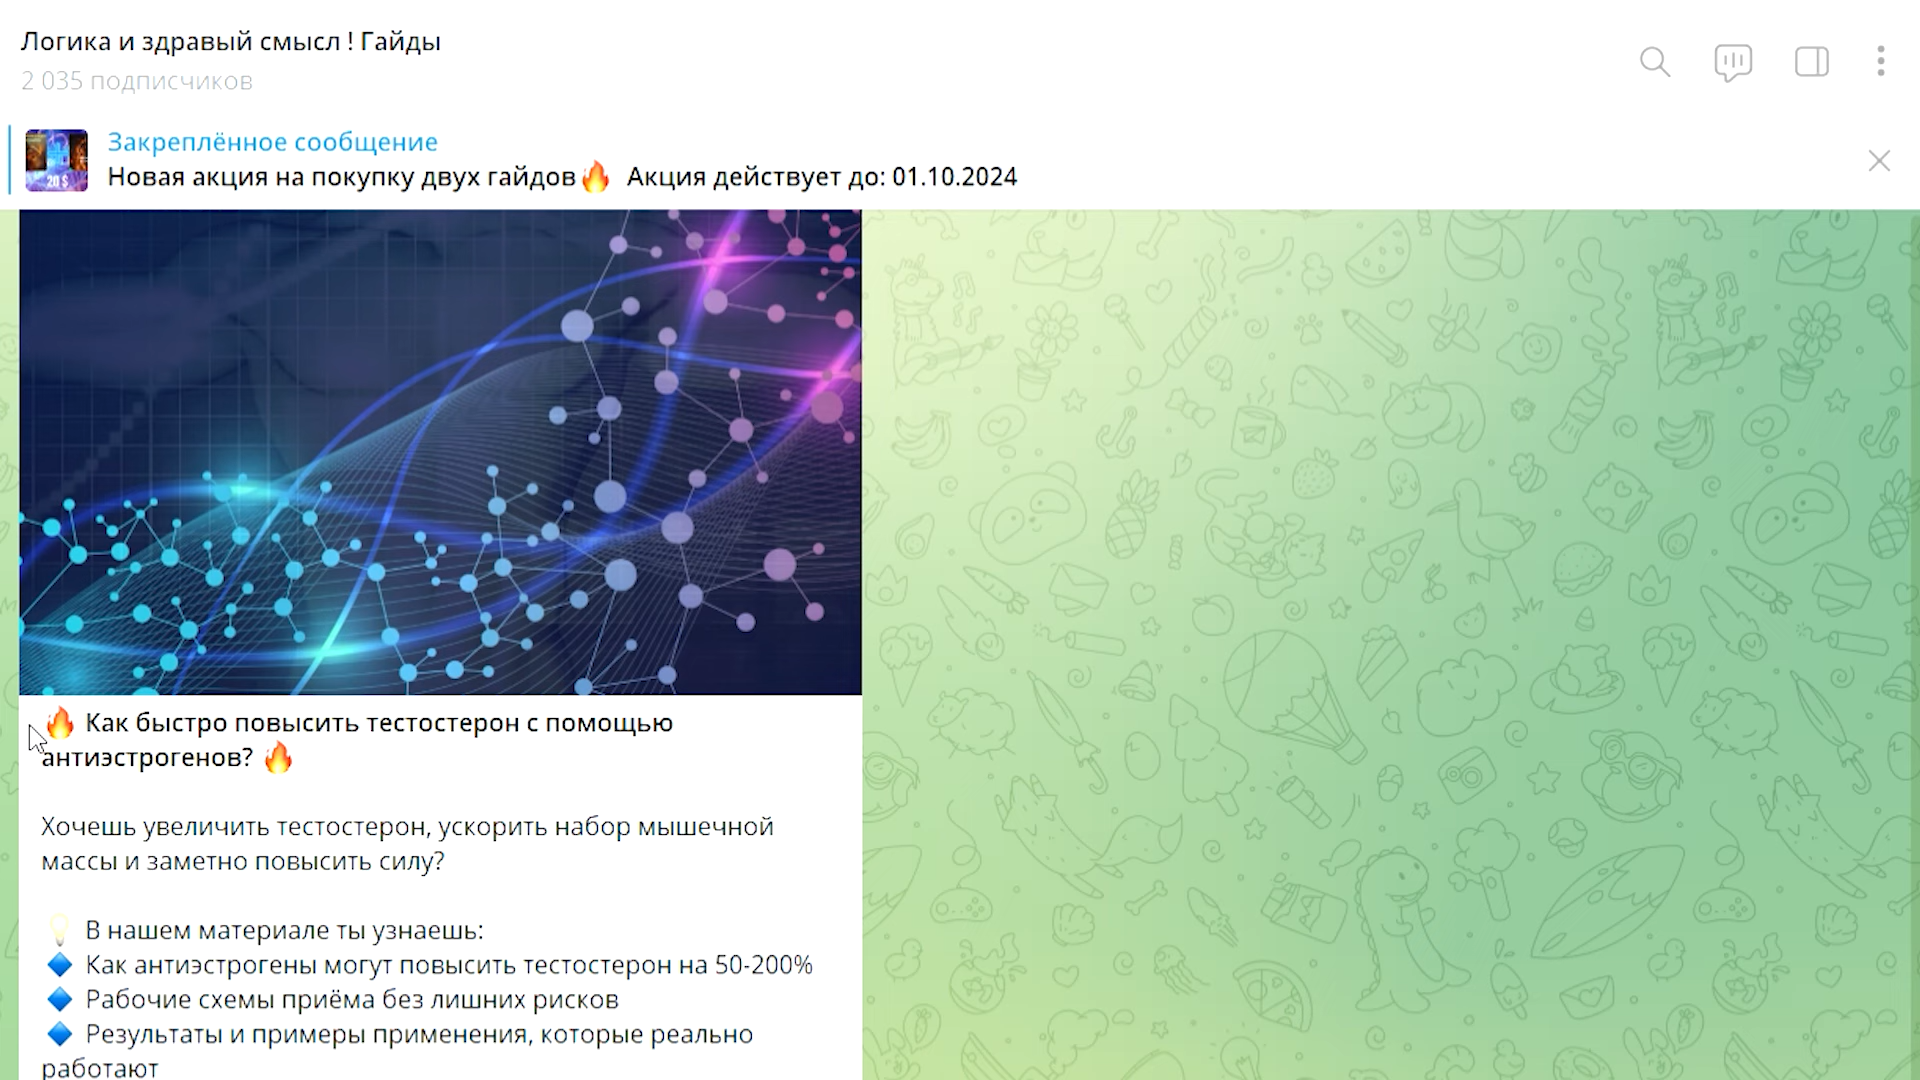 Логика и здравый смысл ! Гайды
2 035 подписчиков
Закреплённое сообщение
Новая акция на покупку двух гайдов🔥 Акция действует до: 01.10.2024
20 $
🔥 Как быстро повысить тестостерон с помощью
антиэстрогенов? 🔥
Хочешь увеличить тестостерон, ускорить набор мышечной
массы и заметно повысить силу?
💡 В нашем материале ты узнаешь:
🔷 Как антиэстрогены могут повысить тестостерон на 50-200%
🔷 Рабочие схемы приёма без лишних рисков
🔷 Результаты и примеры применения, которые реально
работают